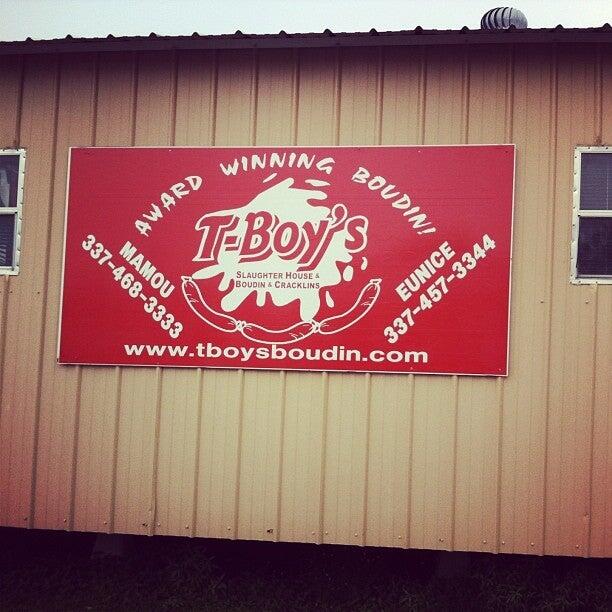 AWARD WINNING BOUDIN!
T-BOY'S
SLAUGHTER HOUSE &
BOUDIN & CRACKLINS
MAMOU
337-468-3333
EUNICE
337-457-3344
www.tboysboudin.com